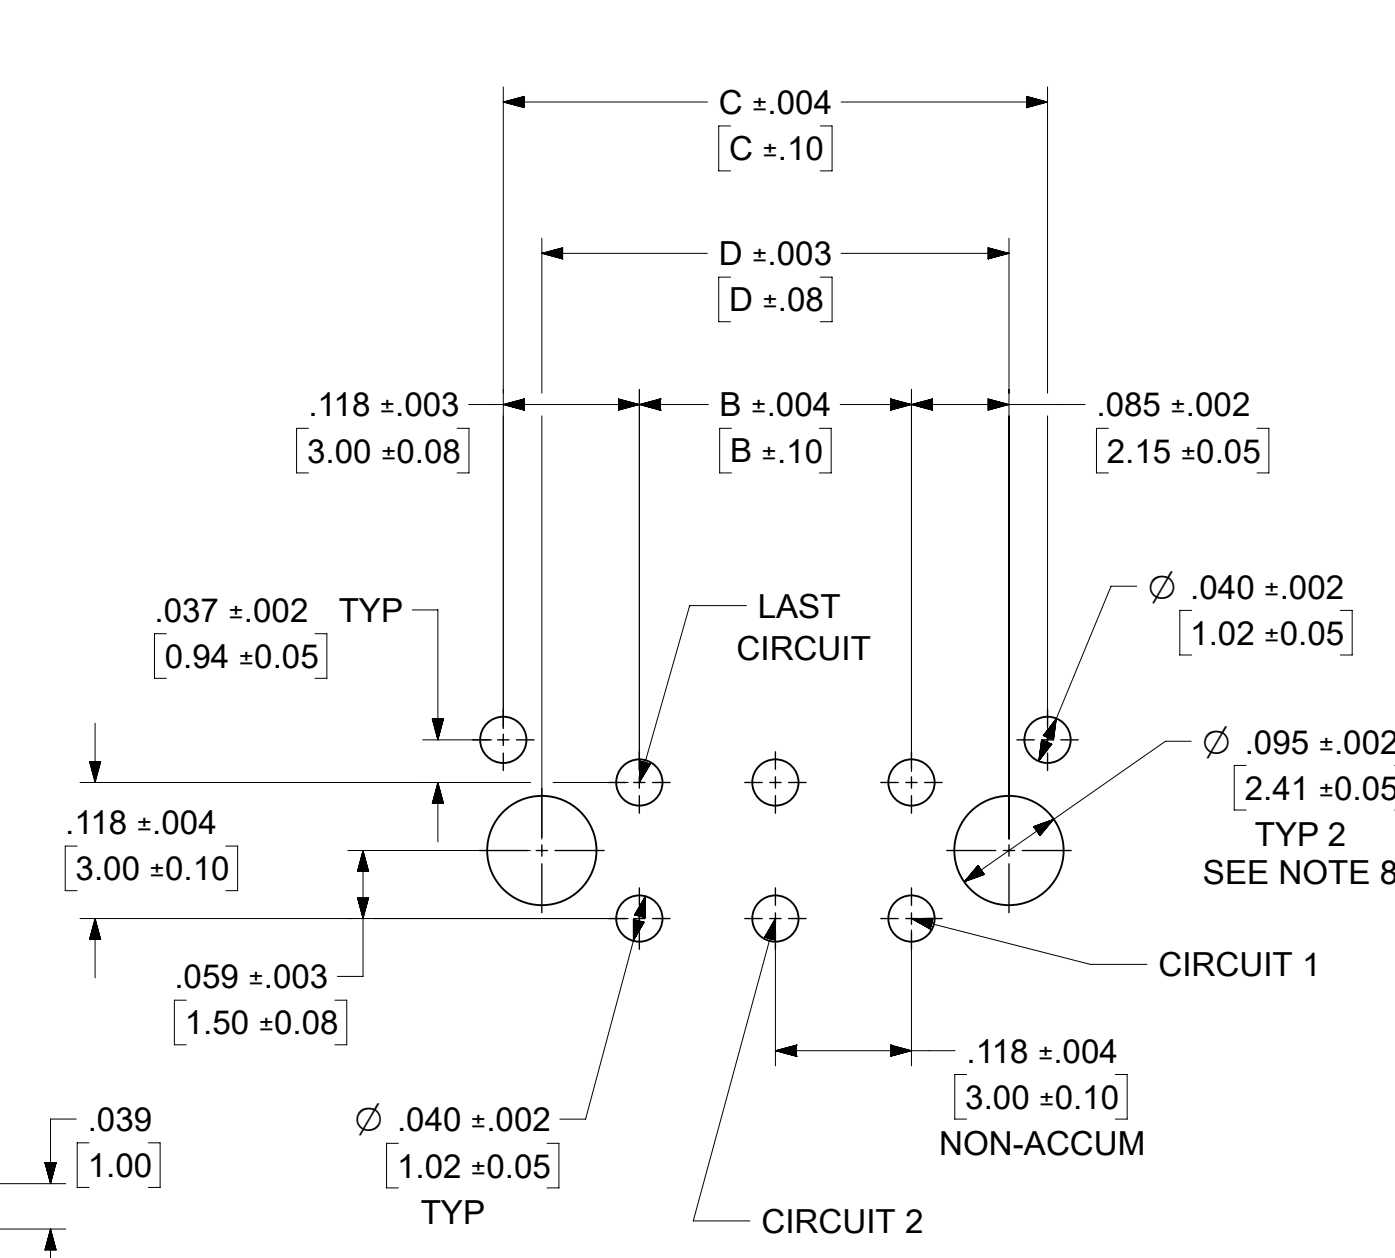 C ±.004
[C ±.10]
D ±.003
[D ±.08]
.118 ±.003
[3.00 ±0.08]
B ±.004
[B ±.10]
.085 ±.002
[2.15 ±0.05]
.037 ±.002 TYP
[0.94 ±0.05]
LAST
CIRCUIT
∅ .040 ±.002
[1.02 ±0.05]
∅ .095 ±.002
[2.41 ±0.05]
TYP 2
SEE NOTE 8
.118 ±.004
[3.00 ±0.10]
.059 ±.003
[1.50 ±0.08]
CIRCUIT 1
.118 ±.004
[3.00 ±0.10]
NON-ACCUM
.039
[1.00]
∅ .040 ±.002
[1.02 ±0.05]
TYP
CIRCUIT 2